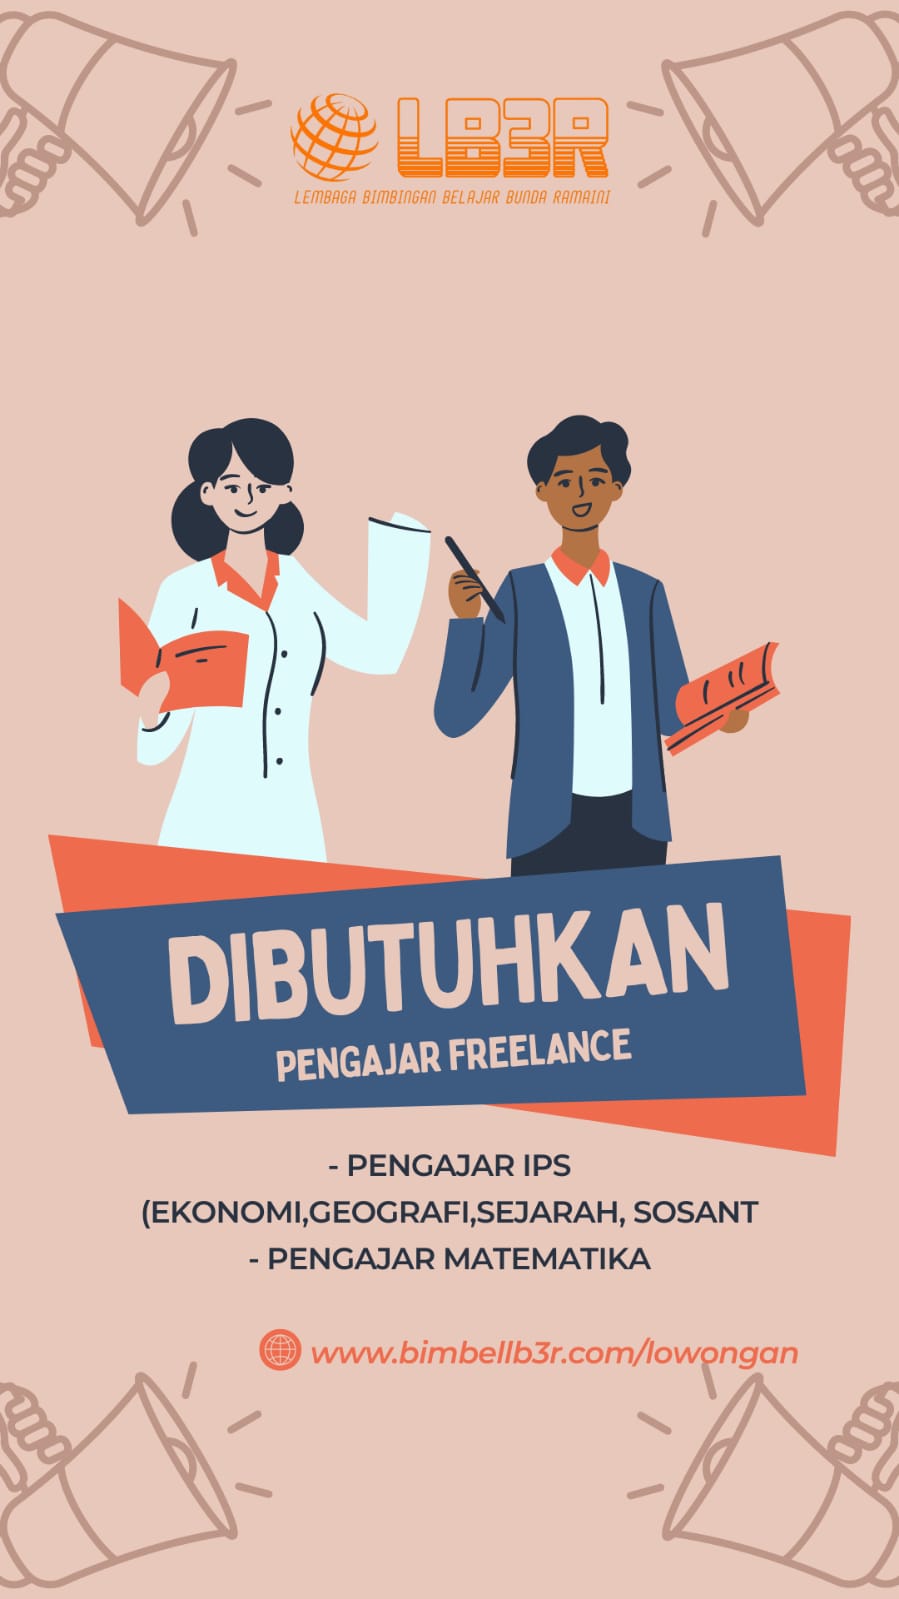 LB3R
LEMBAGA BIMBINGAN BELAJAR BUNDA RAMAINI
DIBUTUHKAN
PENGAJAR FREELANCE
- PENGAJAR IPS
(EKONOMI,GEOGRAFI,SEJARAH, SOSANT
- PENGAJAR MATEMATIKA
www.bimbellb3r.com/lowongan